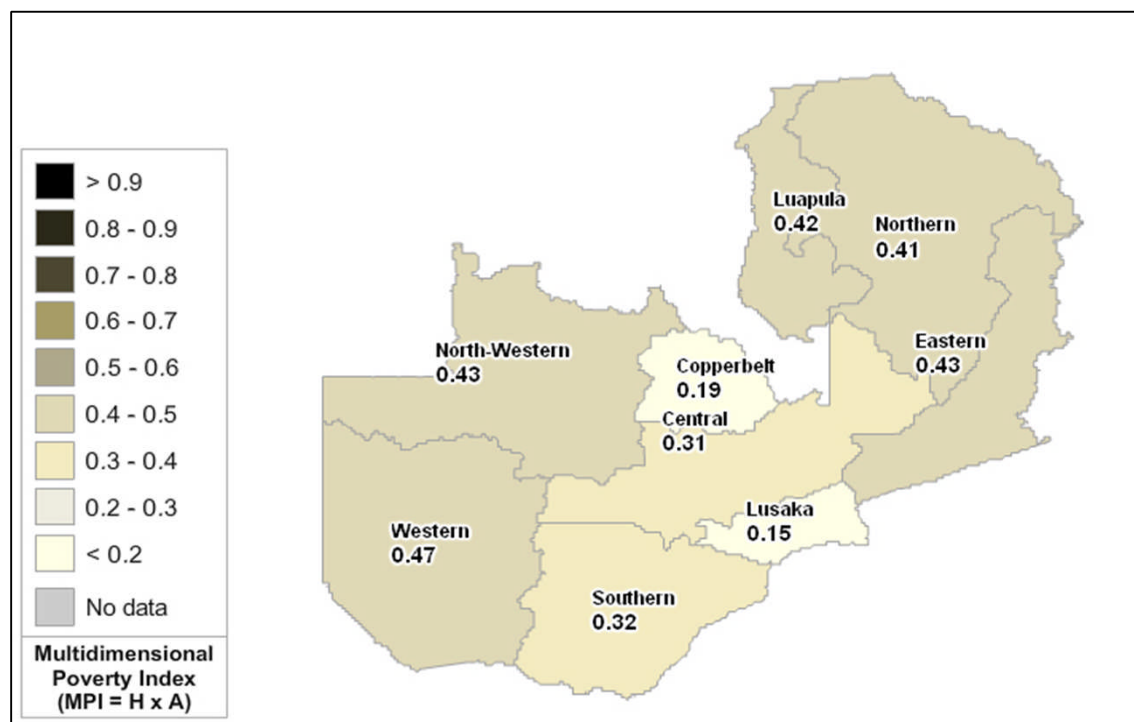 > 0.9
0.8 - 0.9
0.7 - 0.8
0.6 - 0.7
0.5 - 0.6
0.4 - 0.5
0.3 - 0.4
0.2 - 0.3
< 0.2
No data
Multidimensional
Poverty Index
(MPI = H x A)
Luapula
0.42
Northern
0.41
North-Western
0.43
Copperbelt
0.19
Eastern
0.43
Central
0.31
Western
0.47
Lusaka
0.15
Southern
0.32